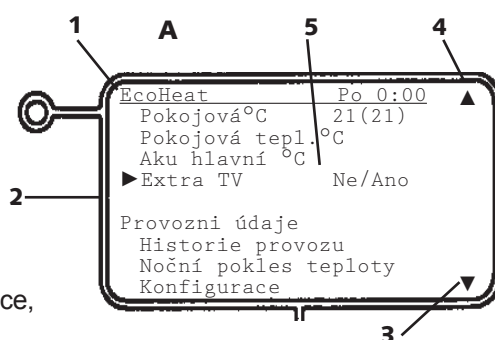 1 A 5 4
EcoHeat Po 0:00
Pokojová°C 21(21)
Pokojová tepl.°C
Aku hlavní °C
▶Extra TV Ne/Ano
2
Provozni údaje
Historie provozu
Noční pokles teploty
Konfigurace
ce,
3